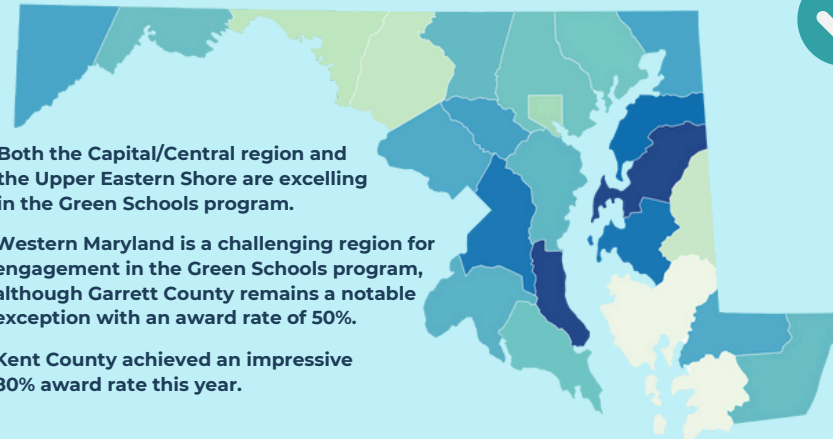 Both the Capital/Central region and
the Upper Eastern Shore are excelling
in the Green Schools program.
Western Maryland is a challenging region for
engagement in the Green Schools program,
although Garrett County remains a notable
exception with an award rate of 50%.
Kent County achieved an impressive
80% award rate this year.